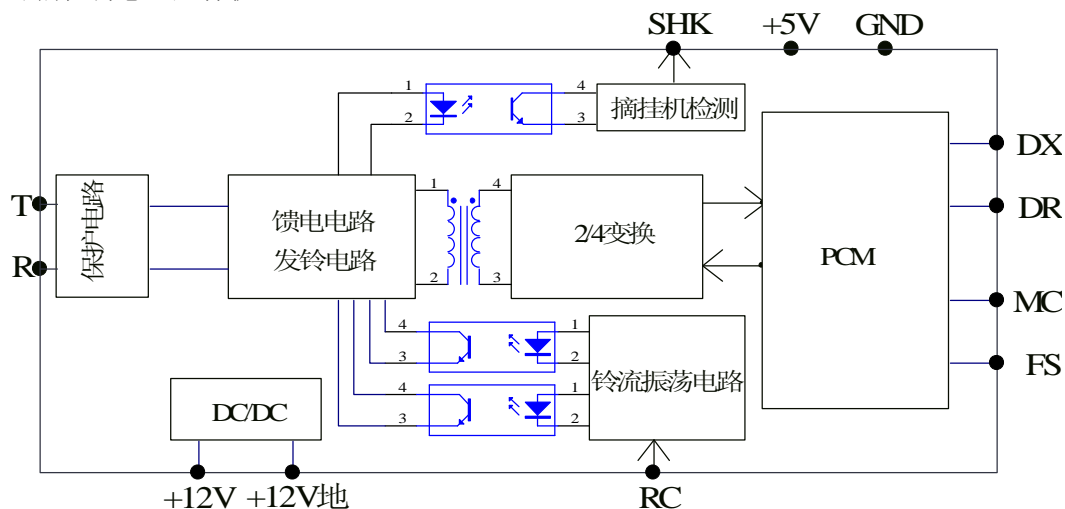 SHK
+5V
GND
1
4
2
3
摘挂机检测
DX
T
保护电路
馈电电路
发铃电路
1
4
2
3
2/4变换
PCM
DR
R
MC
4
1
3
2
铃流振荡电路
FS
4
1
3
2
DC/DC
+12V
+12V地
RC